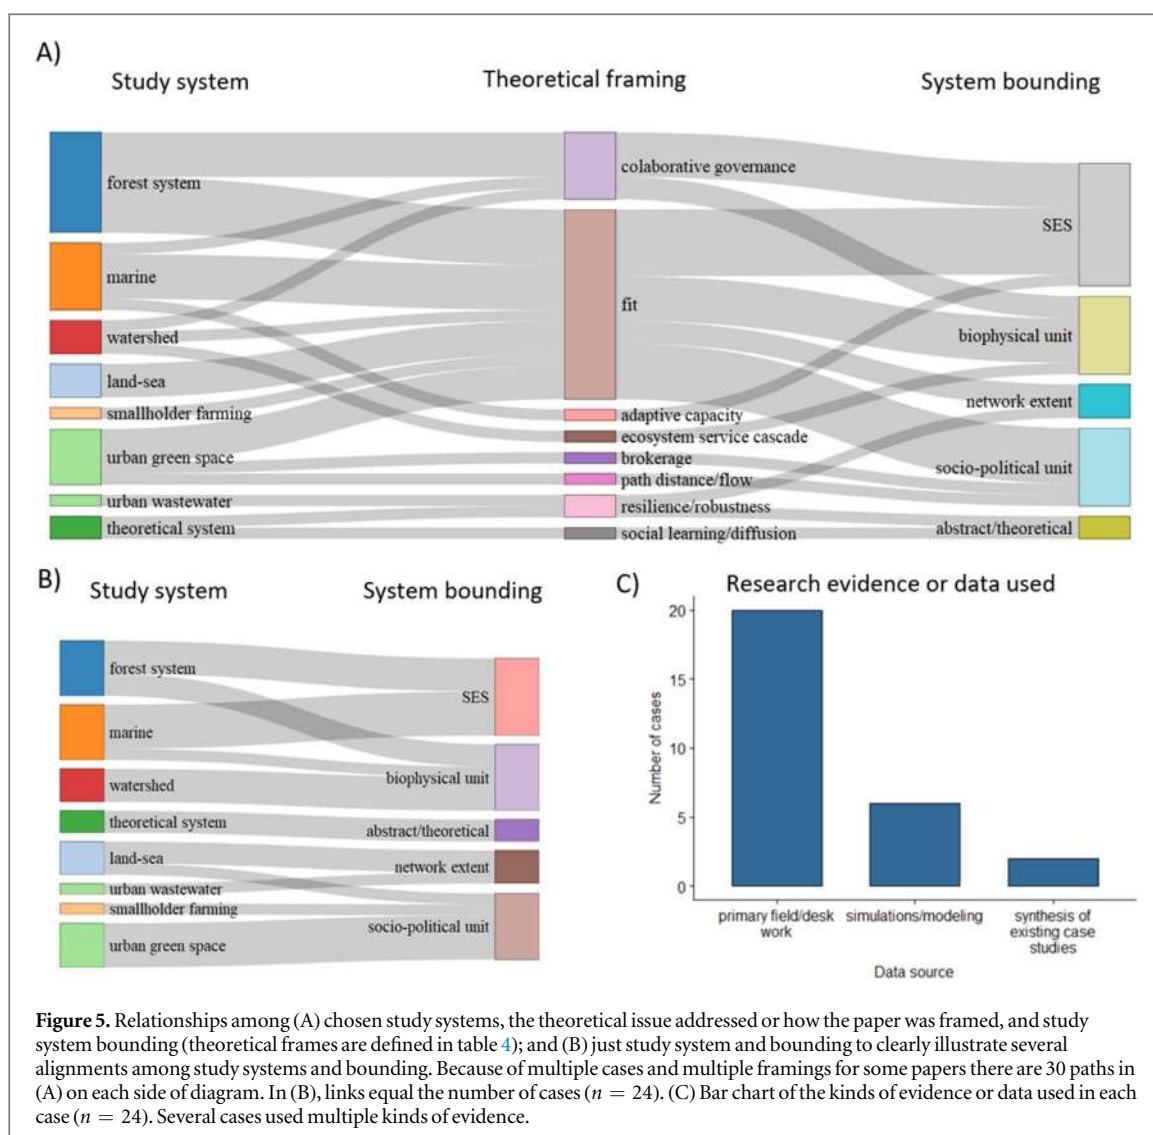 A)
Study system
Theoretical framing
System bounding
forest system
marine
watershed
land-sea
smallholder farming
urban green space
urban wastewater
theoretical system
colaborative governance
fit
adaptive capacity
ecosystem service cascade
brokerage
path distance/flow
resilience/robustness
social learning/diffusion
SES
biophysical unit
network extent
socio-political unit
abstract/theoretical
B)
Study system
System bounding
forest system
marine
watershed
theoretical system
land-sea
urban wastewater
smallholder farming
urban green space
SES
biophysical unit
abstract/theoretical
network extent
socio-political unit
C)
Research evidence or data used
Number of cases
20
15
10
5
0
primary field/desk
work
simulations/modeling
synthesis of
existing case
studies
Data source
Figure 5. Relationships among (A) chosen study systems, the theoretical issue addressed or how the paper was framed, and study
system bounding (theoretical frames are defined in table 4); and (B) just study system and bounding to clearly illustrate several
alignments among study systems and bounding. Because of multiple cases and multiple framings for some papers there are 30 paths in
(A) on each side of diagram. In (B), links equal the number of cases (n = 24). (C) Bar chart of the kinds of evidence or data used in each
case (n = 24). Several cases used multiple kinds of evidence.